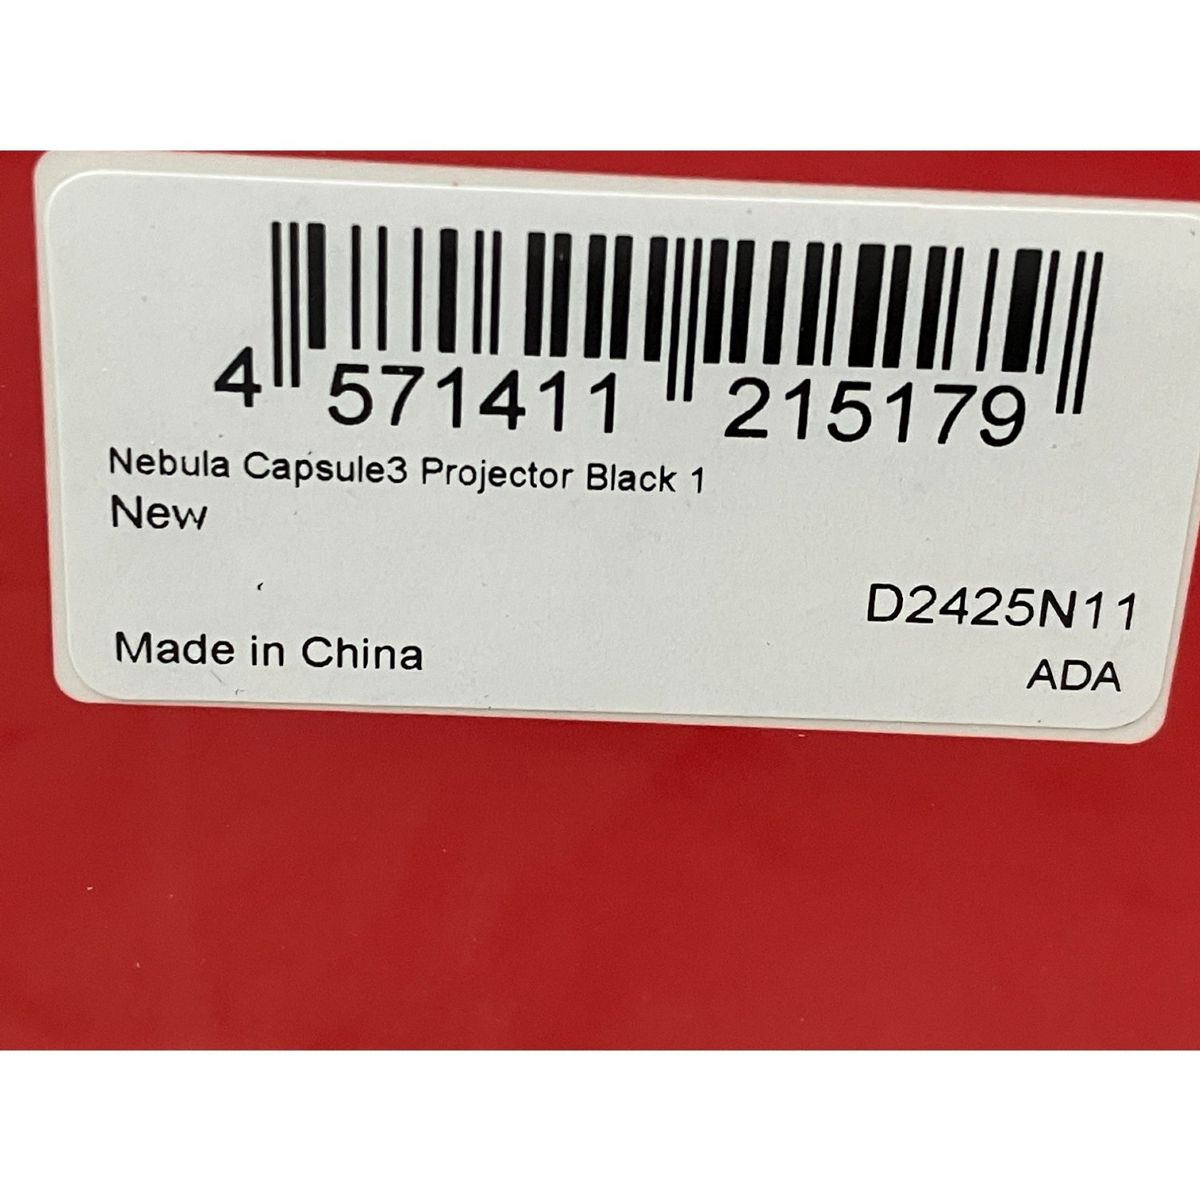 4 571411 215179
Nebula Capsule3 Projector Black 1
New
D2425N11
Made in China
ADA